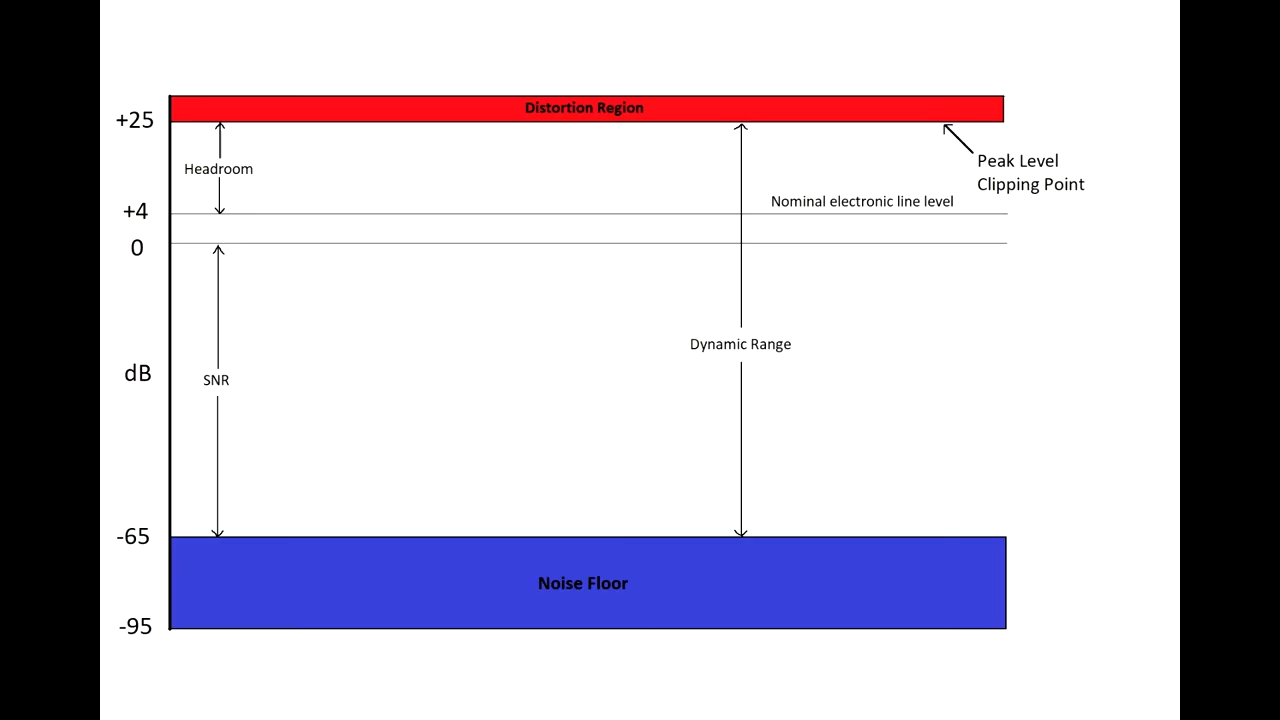 Distortion Region
+25
Headroom
Peak Level
Clipping Point
+4
Nominal electronic line level
0
Dynamic Range
dB
SNR
-65
Noise Floor
-95